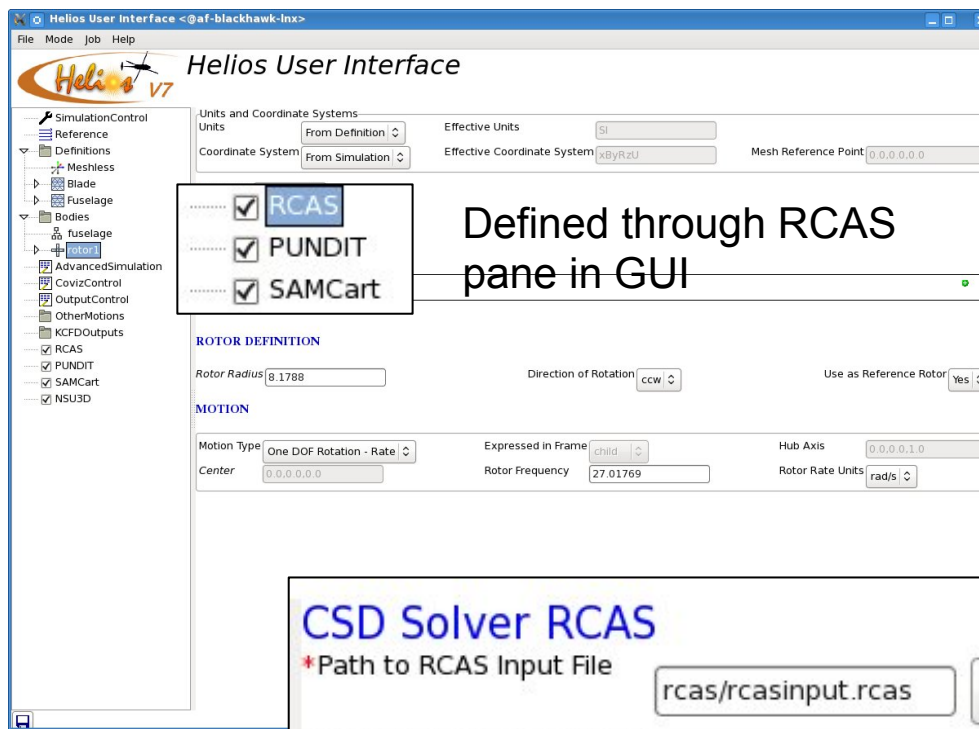 Helios User Interface <@af-blackhawk-lnx>
File Mode Job Help
Helios V7
Helios User Interface
SimulationControl
Reference
Definitions
Meshless
Blade
Fuselage
Bodies
fuselage
rotor1
AdvancedSimulation
CovizControl
OutputControl
OtherMotions
KCFDOutputs
RCAS
PUNDIT
SAMCart
NSU3D
Units and Coordinate Systems
Units From Definition Effective Units SI
Coordinate System From Simulation Effective Coordinate System xByRzU Mesh Reference Point 0.0,0.0,0.0
RCAS
PUNDIT
SAMCart
Defined through RCAS
pane in GUI
ROTOR DEFINITION
Rotor Radius 8.1788 Direction of Rotation ccw Use as Reference Rotor Yes
MOTION
Motion Type One DOF Rotation - Rate Expressed in Frame child Hub Axis 0.0,0.0,1.0
Center 0.0,0.0,0.0 Rotor Frequency 27.01769 Rotor Rate Units rad/s
CSD Solver RCAS
*Path to RCAS Input File rcas/rcasinput.rcas